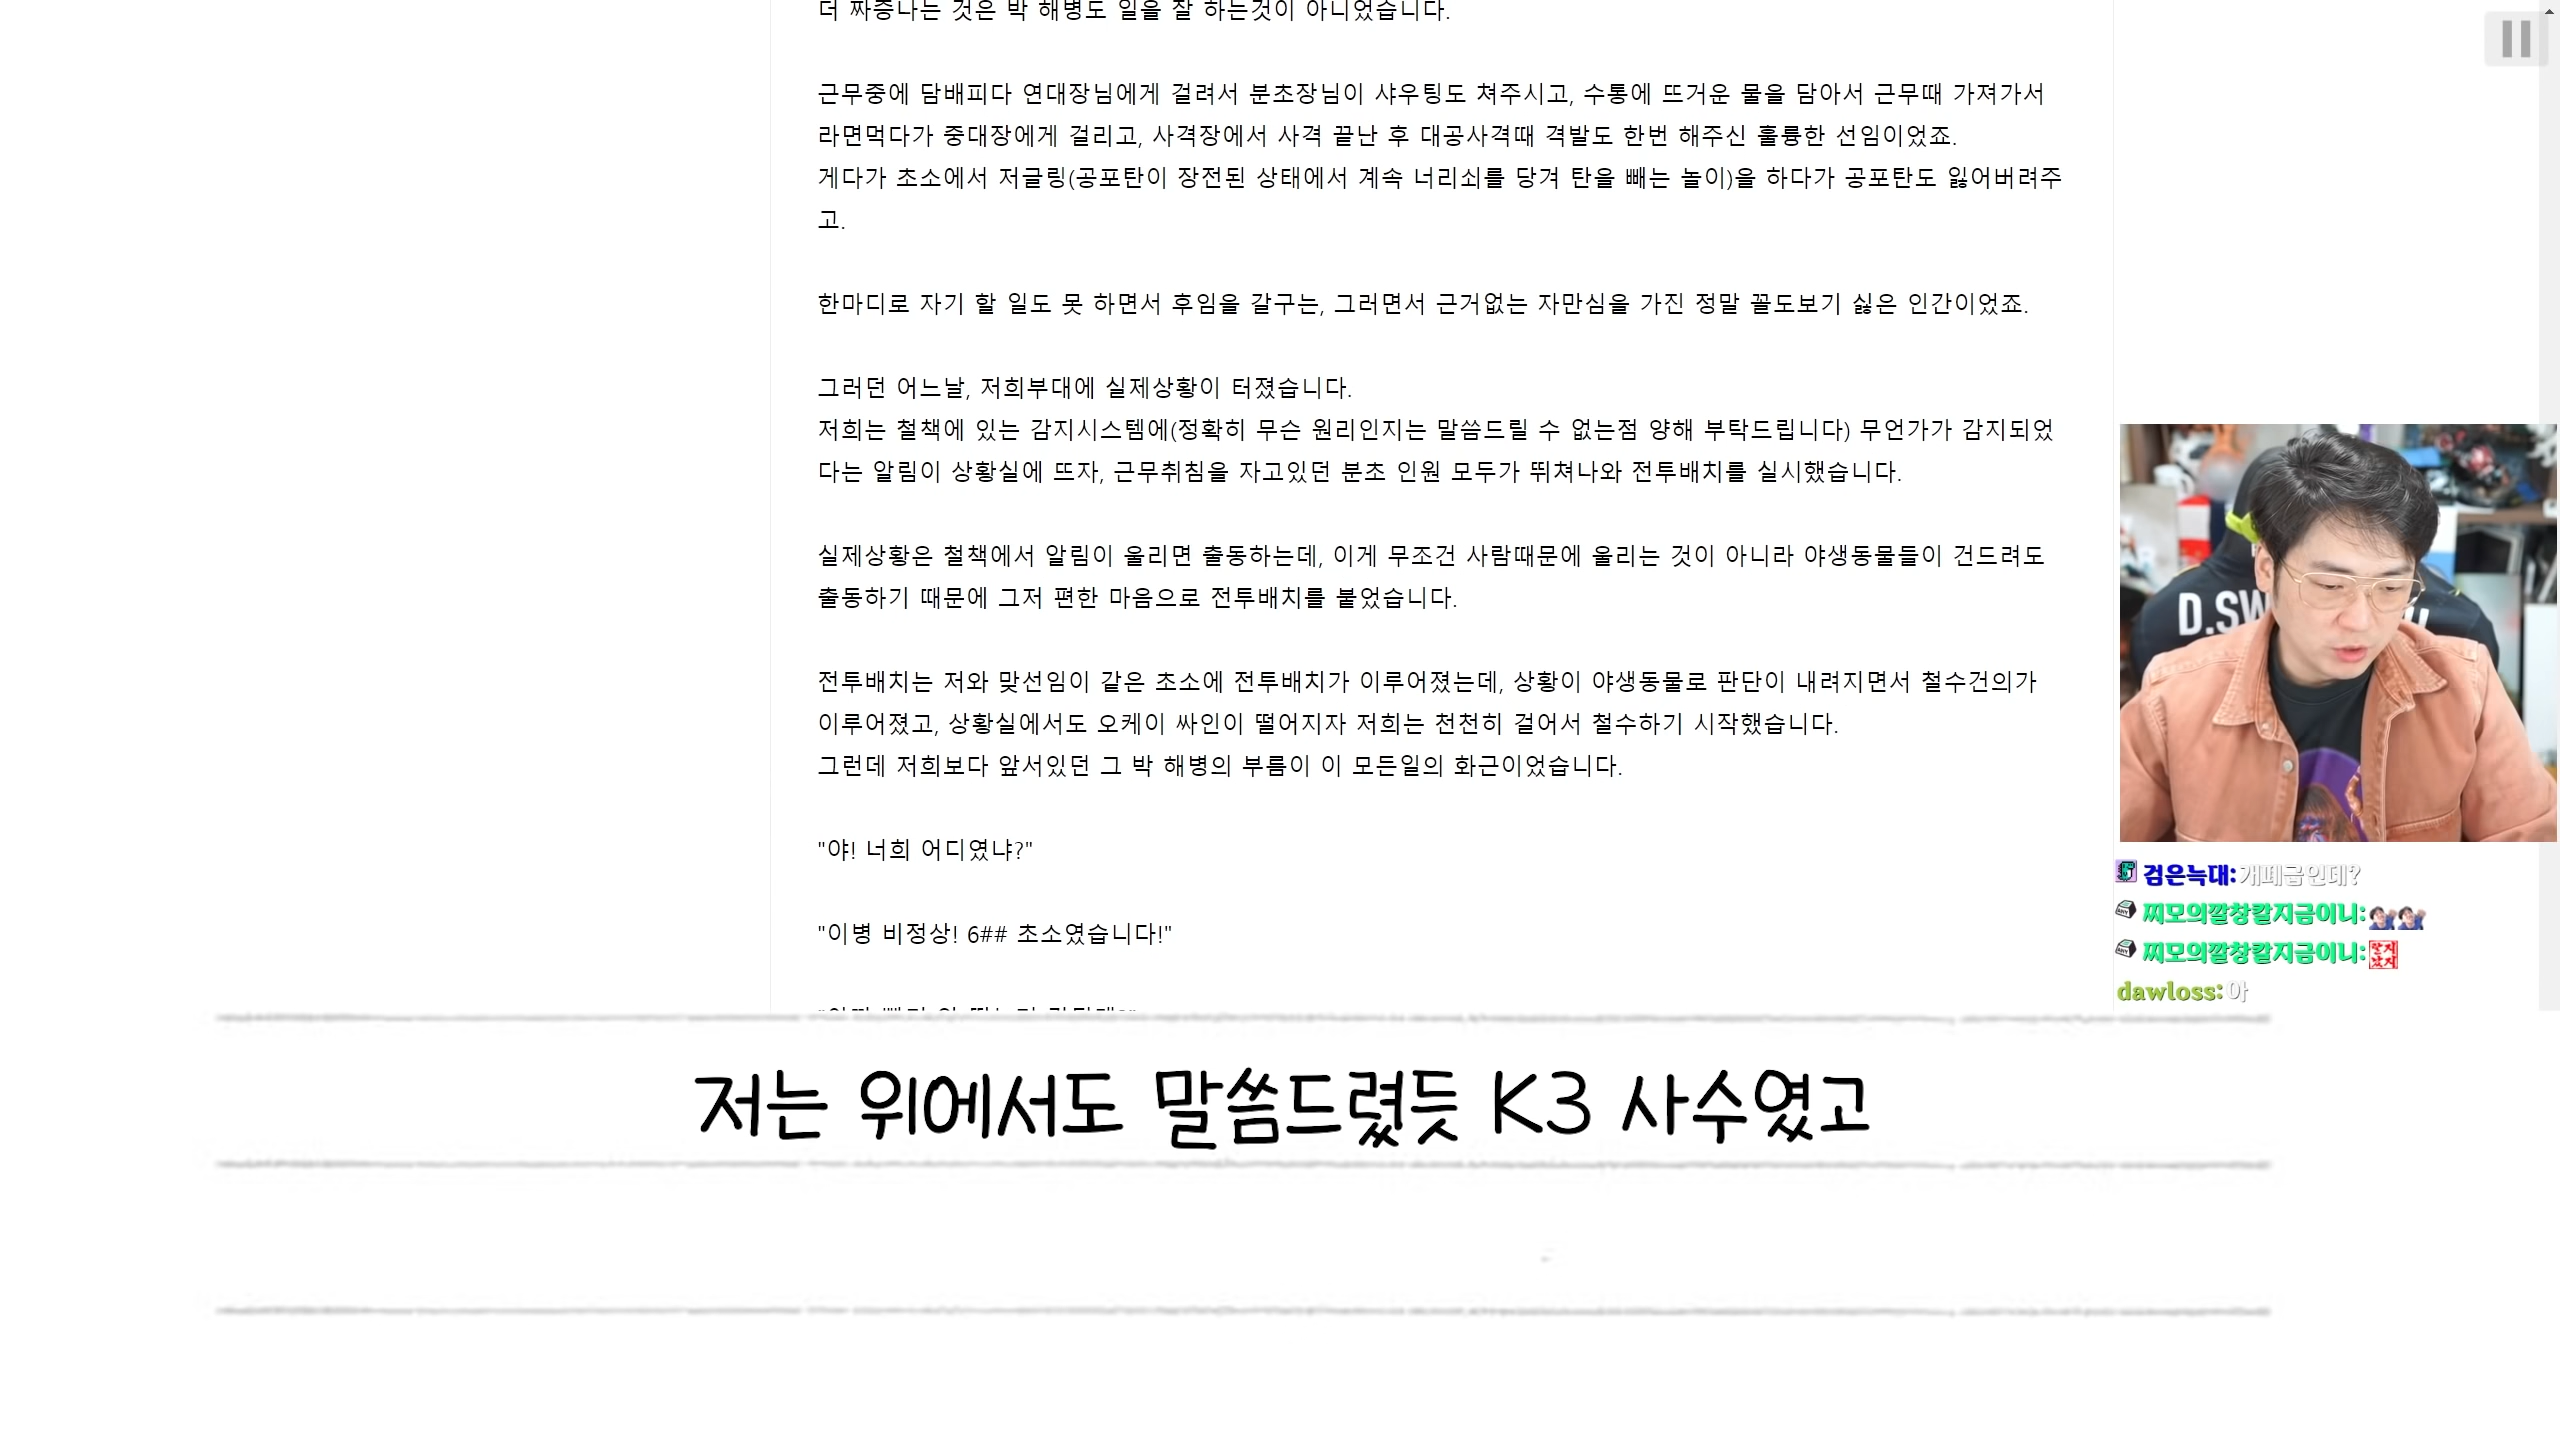 더 짜증나는 것은 박 해병도 일을 잘 하는것이 아니었습니다.
근무중에 담배피다 연대장님에게 걸려서 분초장님이 샤우팅도 쳐주시고, 수통에 뜨거운 물을 담아서 근무때 가져가서
라면먹다가 중대장에게 걸리고, 사격장에서 사격 끝난 후 대공사격때 격발도 한번 해주신 훌륭한 선임이었죠.
게다가 초소에서 저글링(공포탄이 장전된 상태에서 계속 너리쇠를 당겨 탄을 빼는 놀이)을 하다가 공포탄도 잃어버려주
고.
한마디로 자기 할 일도 못 하면서 후임을 갈구는, 그러면서 근거없는 자만심을 가진 정말 꼴도보기 싫은 인간이었죠.
그러던 어느날, 저희부대에 실제상황이 터졌습니다.
저희는 철책에 있는 감지시스템에(정확히 무슨 원리인지는 말씀드릴 수 없는점 양해 부탁드립니다) 무언가가 감지되었
다는 알림이 상황실에 뜨자, 근무취침을 자고있던 분초 인원 모두가 뛰쳐나와 전투배치를 실시했습니다.
실제상황은 철책에서 알림이 울리면 출동하는데, 이게 무조건 사람때문에 울리는 것이 아니라 야생동물들이 건드려도
출동하기 때문에 그저 편한 마음으로 전투배치를 붙었습니다.
전투배치는 저와 맞선임이 같은 초소에 전투배치가 이루어졌는데, 상황이 야생동물로 판단이 내려지면서 철수건의가
이루어졌고, 상황실에서도 오케이 싸인이 떨어지자 저희는 천천히 걸어서 철수하기 시작했습니다.
그런데 저희보다 앞서있던 그 박 해병의 부름이 이 모든일의 화근이었습니다.
"야! 너희 어디였냐?"
"이병 비정상! 6## 초소였습니다!"
D.SW
검은늑대: 개폐급인데?
찌모의깔창칼지금이니:
찌모의깔창칼지금이니:
dawloss: 아
저는 위에서도 말씀드렸듯 K3 사수였고